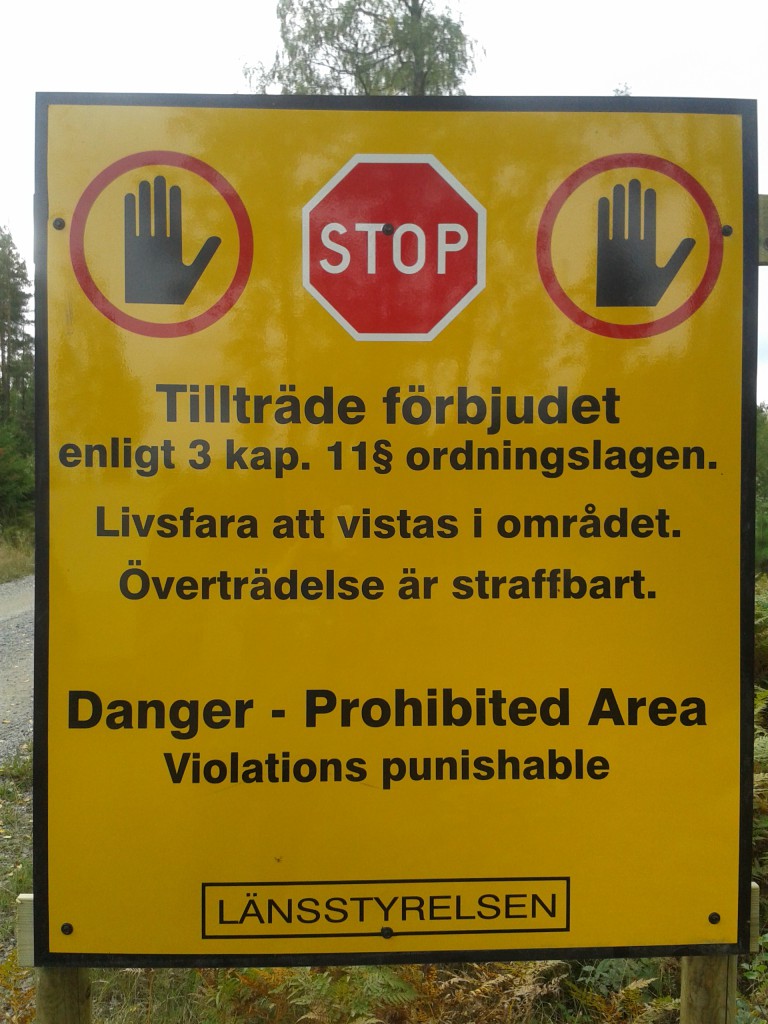 STOP
Tillträde förbjudet
enligt 3 kap. 11§ ordningslagen.
Livsfara att vistas i området.
Överträdelse är straffbart.
Danger - Prohibited Area
Violations punishable
LÄNSSTYRELSEN